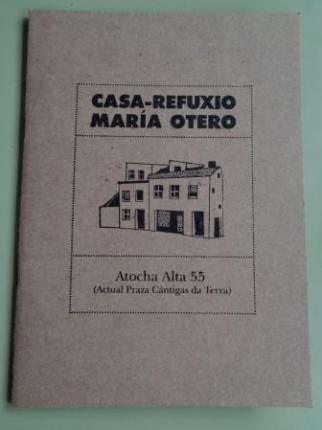 CASA-REFUXIO
MARÍA OTERO
Atocha Alta 55
(Actual Praza Cántigas da Terra)